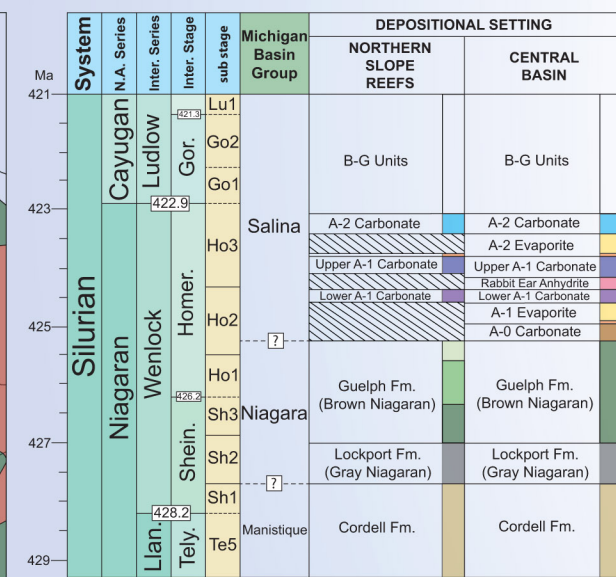 Ma
System
N.A. Series
Inter. Series
Inter. Stage
sub stage
Michigan
Basin
Group
DEPOSITIONAL SETTING
NORTHERN
SLOPE
REEFS
CENTRAL
BASIN
421
423
425
427
429
Silurian
Cayugan
Niagaran
Ludlow
Wenlock
Llan.
422.9
428.2
Gor.
Homer.
Shein.
Tely.
421.3
426.2
Lu1
Go2
Go1
Ho3
Ho2
Ho1
Sh3
Sh2
Sh1
Te5
Salina
?
Niagara
?
Manistique
B-G Units
A-2 Carbonate
Upper A-1 Carbonate
Lower A-1 Carbonate
Guelph Fm.
(Brown Niagaran)
Lockport Fm.
(Gray Niagaran)
Cordell Fm.
B-G Units
A-2 Carbonate
A-2 Evaporite
Upper A-1 Carbonate
Rabbit Ear Anhydrite
Lower A-1 Carbonate
A-1 Evaporite
A-0 Carbonate
Guelph Fm.
(Brown Niagaran)
Lockport Fm.
(Gray Niagaran)
Cordell Fm.